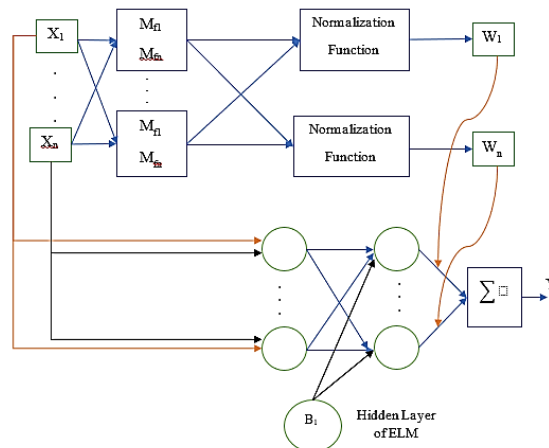 X1
Mf1
Mfn
Normalization
Function
W1
Xn
Mf1
Mfn
Normalization
Function
Wn
∑ □
B1
Hidden Layer
of ELM